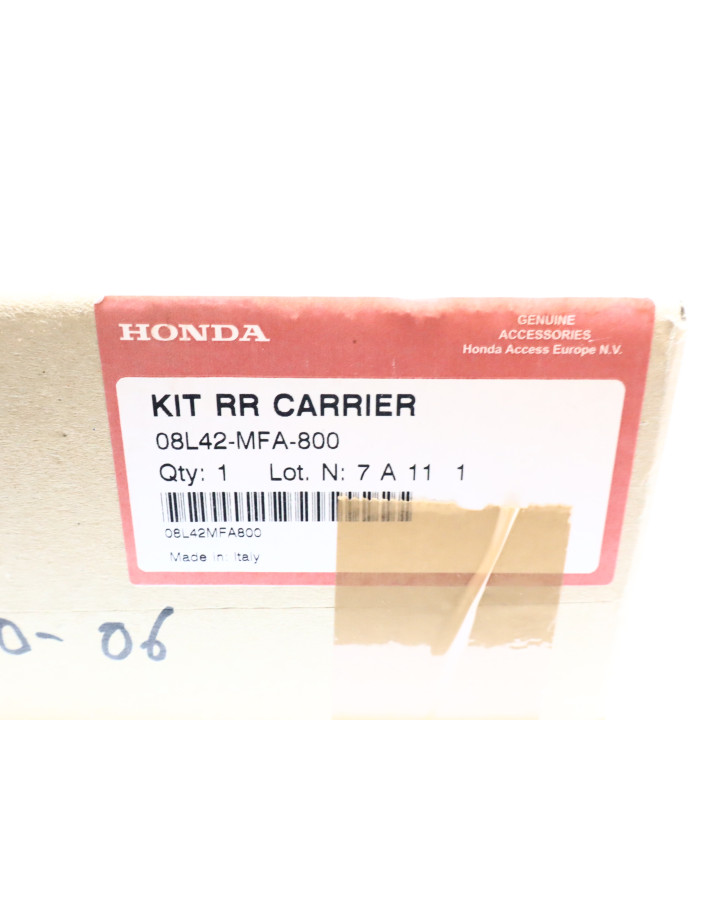 HONDA
GENUINE
ACCESSORIES
Honda Access Europe N.V.
KIT RR CARRIER
08L42-MFA-800
Qty: 1 Lot. N: 7 A 11 1
08L42MFA800
Made in: Italy
0- 06